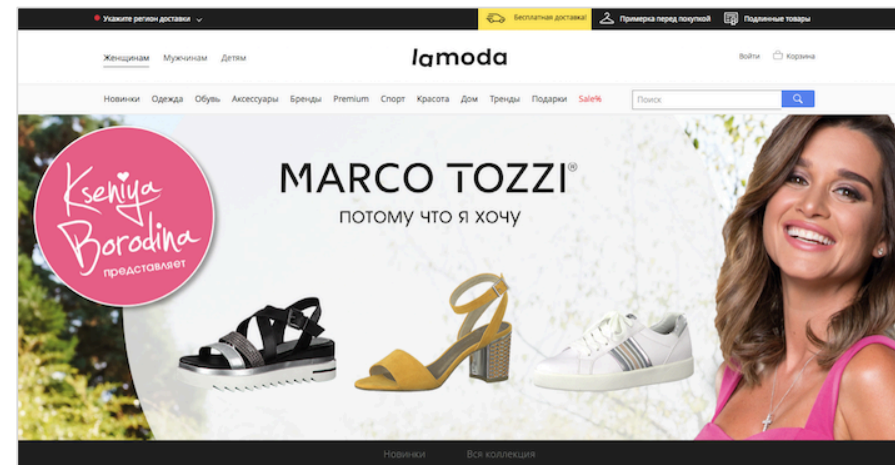 Укажите регион доставки
Бесплатная доставка!
Примерка перед покупкой
Подлинные товары
Женщинам Мужчинам Детям
lamoda
Войти Корзина
Новинки Одежда Обувь Аксессуары Бренды Premium Спорт Красота Дом Тренды Подарки Sale%
Поиск
Kseniya
Borodina
представляет
MARCO TOZZI®
ПОТОМУ ЧТО Я ХОЧУ
Новинки Вся коллекция